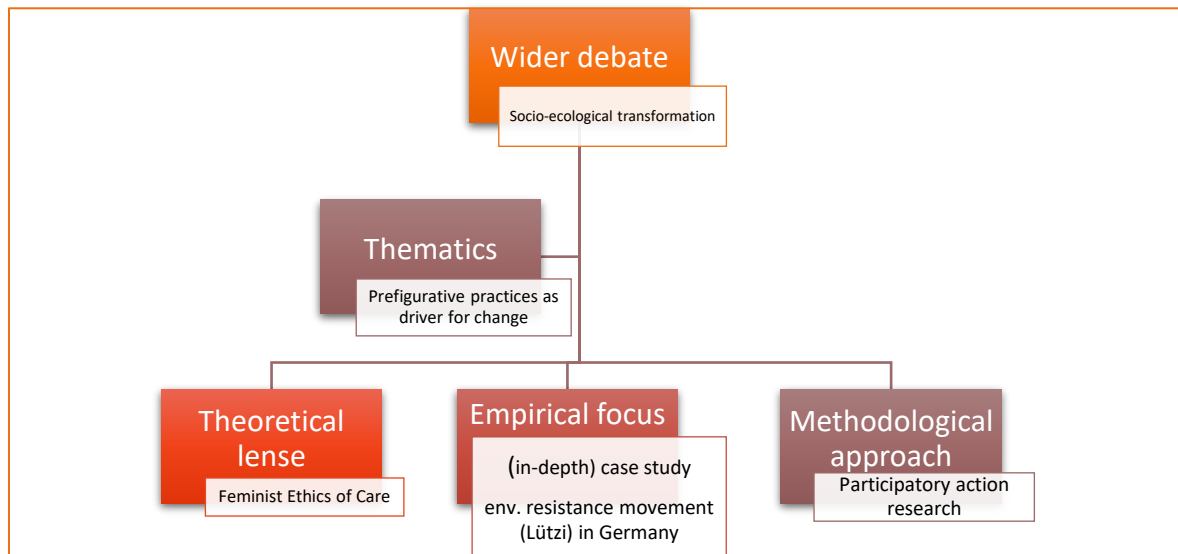 Wider debate
Socio-ecological transformation
Thematics
Prefigurative practices as
driver for change
Theoretical
lense
Feminist Ethics of Care
Empirical focus
(in-depth) case study
env. resistance movement
(Lützi) in Germany
Methodological
approach
Participatory action
research